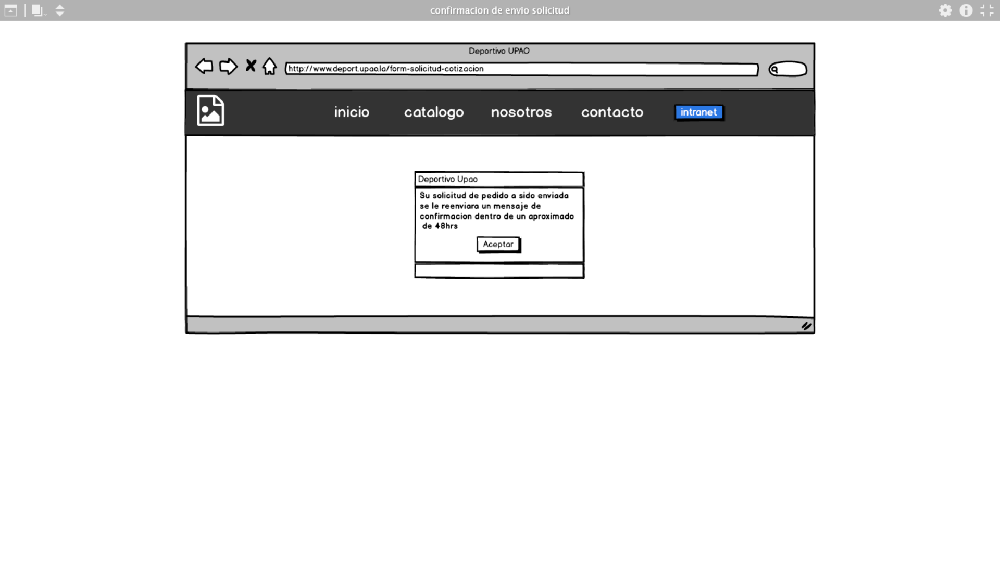 confirmacion de envio solicitud
Deportivo UPAO
http://www.deport.upao.la/form-solicitud-cotizacion
inicio catalogo nosotros contacto intranet
Deportivo Upao
Su solicitud de pedido a sido enviada
se le reenviara un mensaje de
confirmacion dentro de un aproximado
de 48hrs
Aceptar